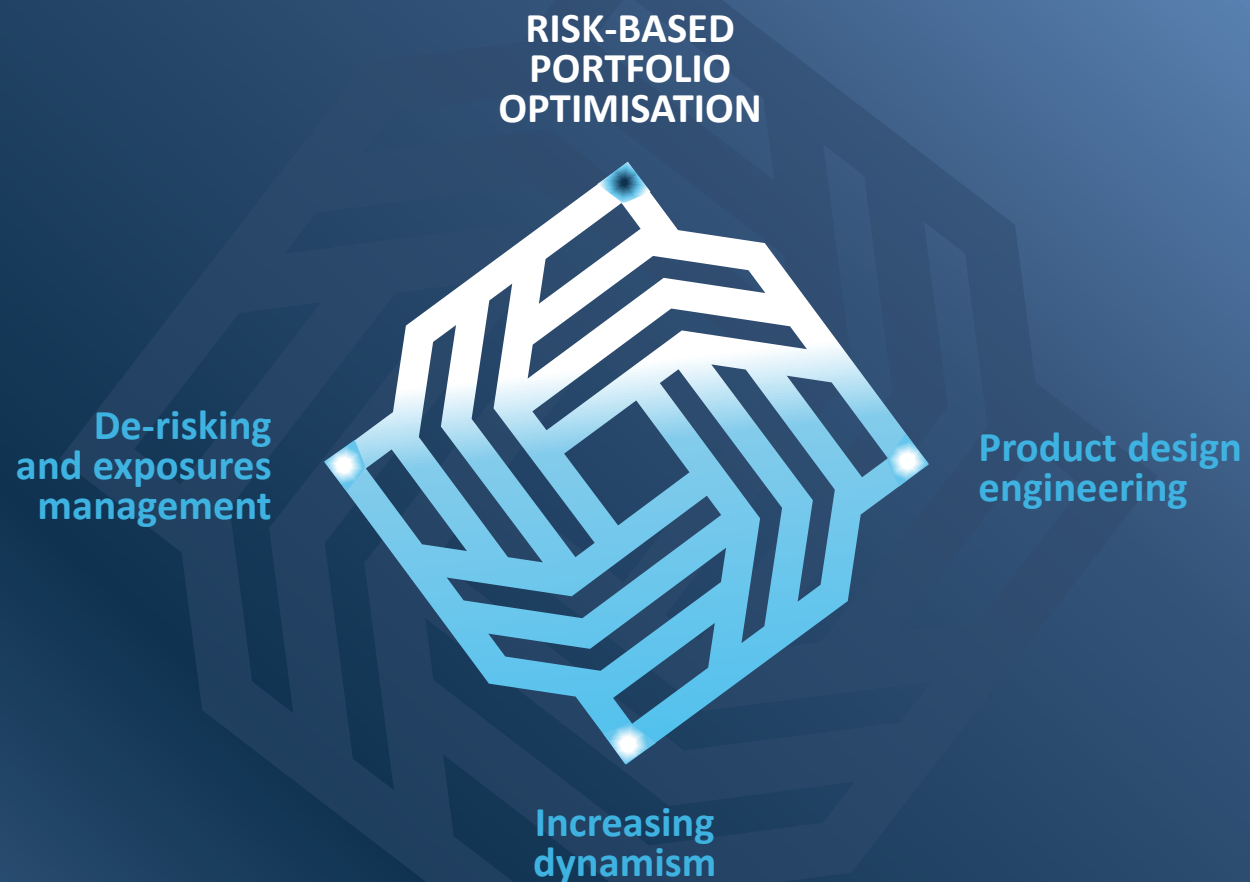 RISK-BASED
PORTFOLIO
OPTIMISATION
De-risking
and exposures
management
Product design
engineering
Increasing
dynamism